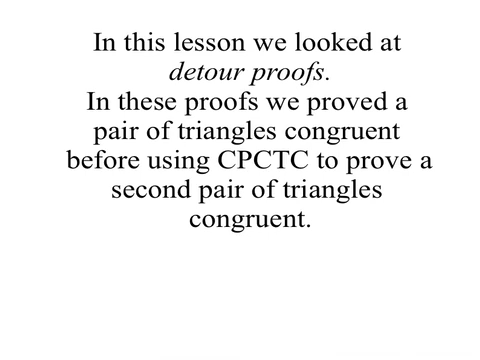 In this lesson we looked at
detour proofs.
In these proofs we proved a
pair of triangles congruent
before using CPCTC to prove a
second pair of triangles
congruent.